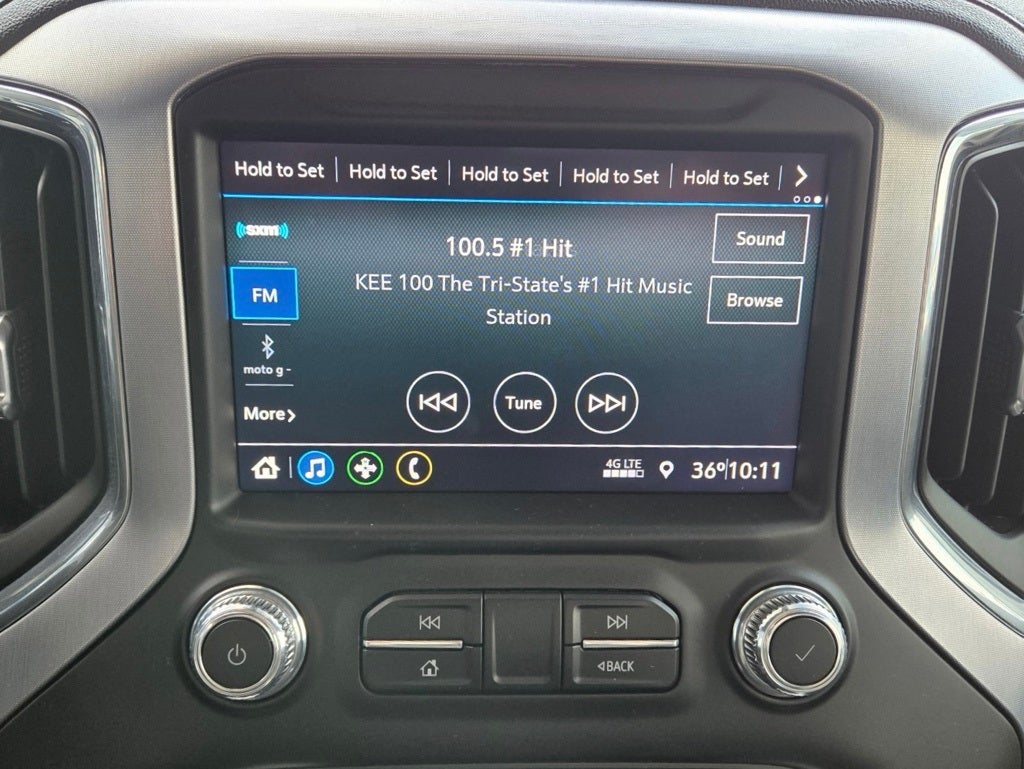 Hold to Set Hold to Set Hold to Set Hold to Set Hold to Set
sxm
100.5 #1 Hit
Sound
KEE 100 The Tri-State's #1 Hit Music
Station
FM
Browse
moto g -
More
Tune
4G LTE
36° 10:11
BACK